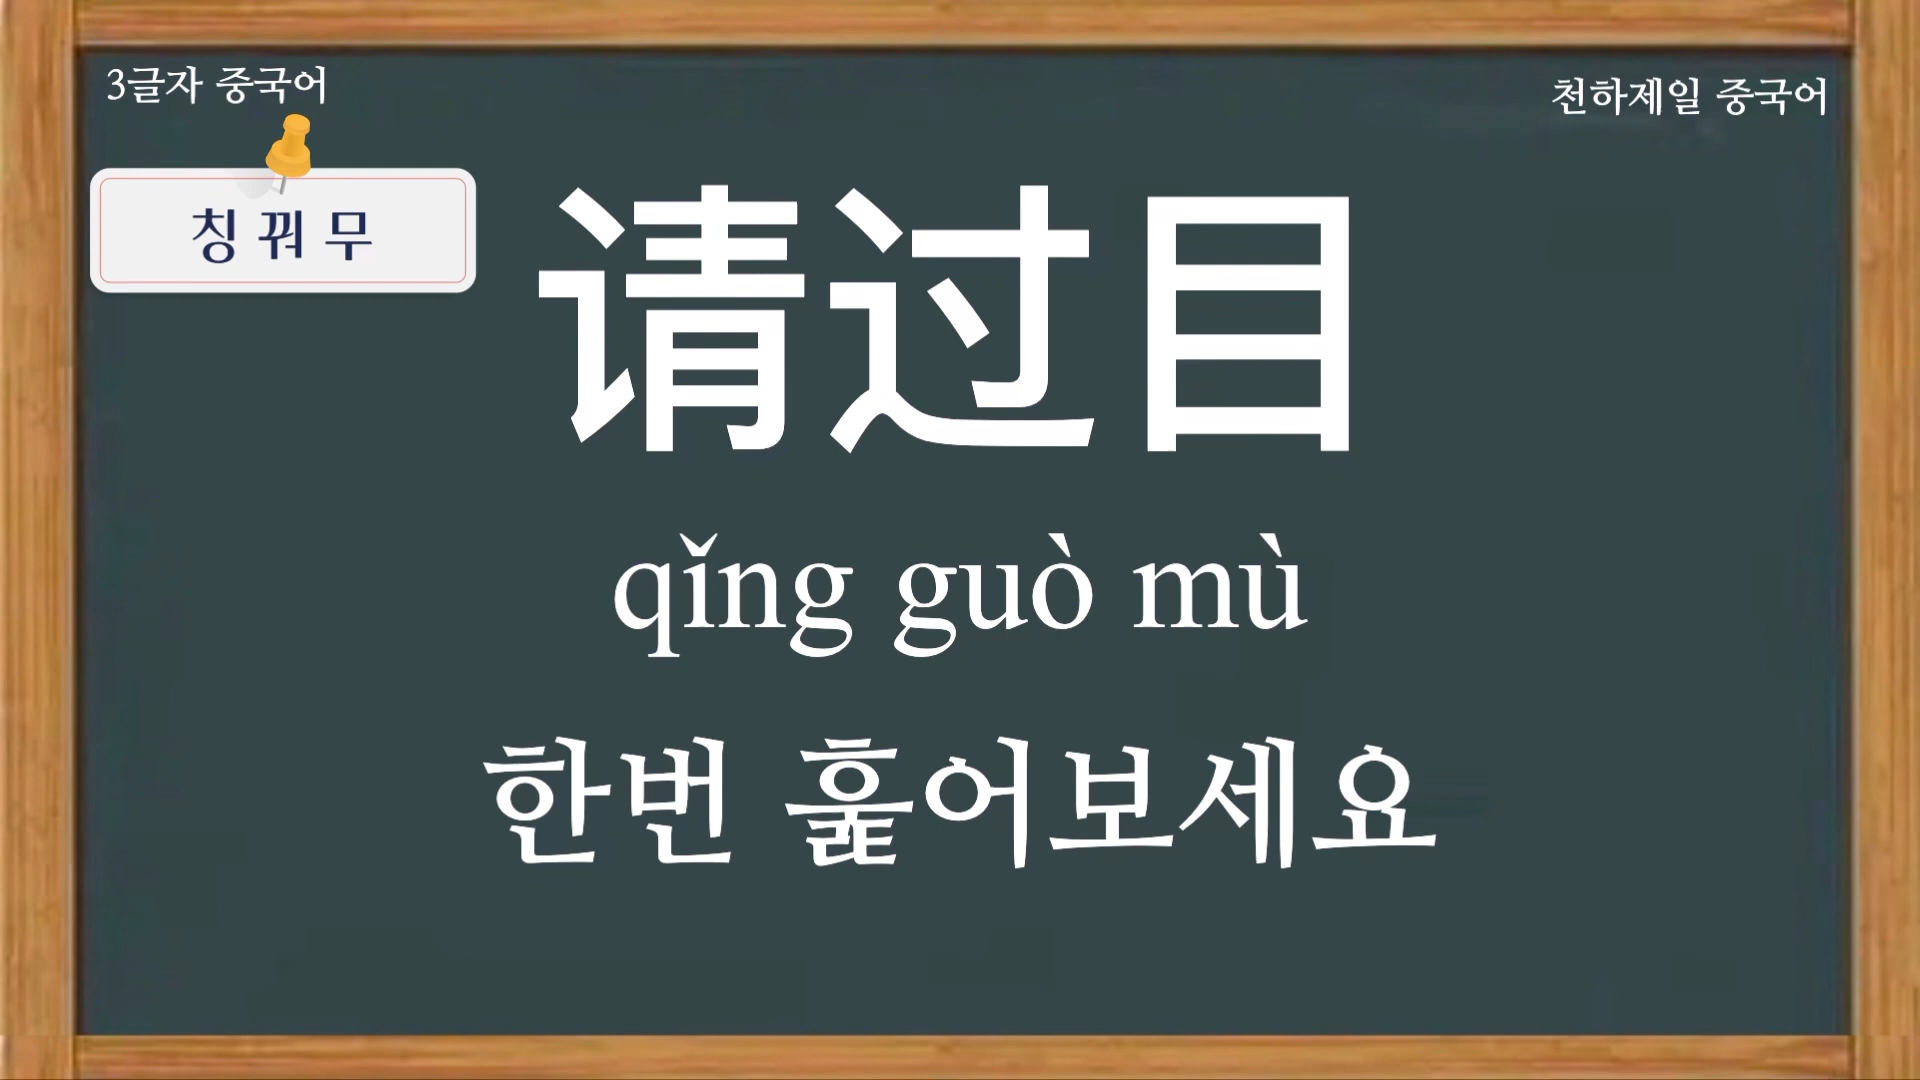 3글자 중국어
천하제일 중국어
칭 꿔 무
请过目
qǐng guò mù
한번 훑어보세요